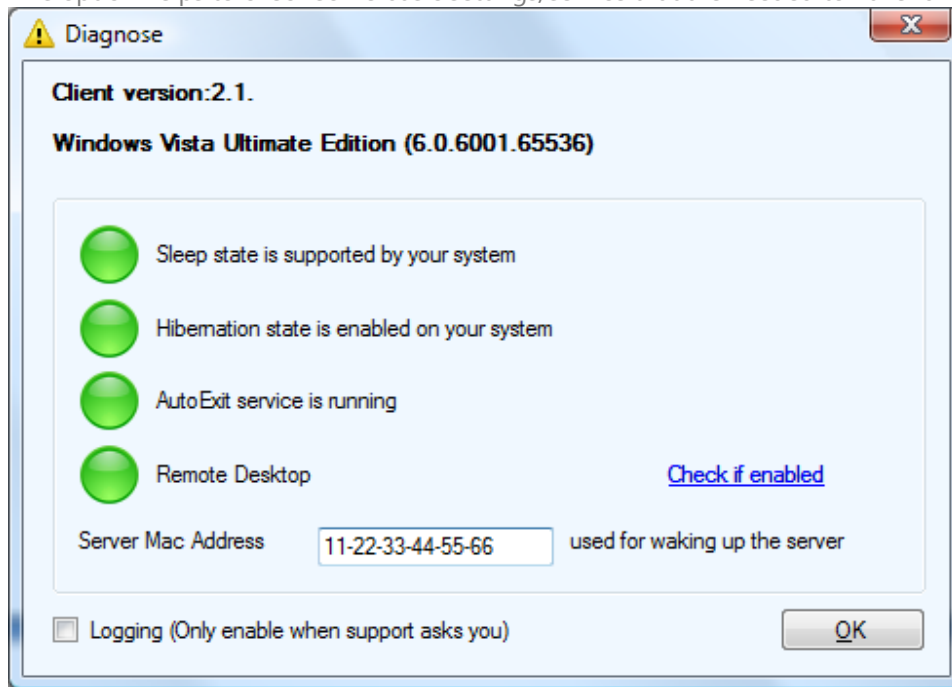 Diagnose
Client version:2.1.
Windows Vista Ultimate Edition (6.0.6001.65536)
Sleep state is supported by your system
Hibernation state is enabled on your system
AutoExit service is running
Remote Desktop Check if enabled
Server Mac Address 11-22-33-44-55-66 used for waking up the server
Logging (Only enable when support asks you) OK